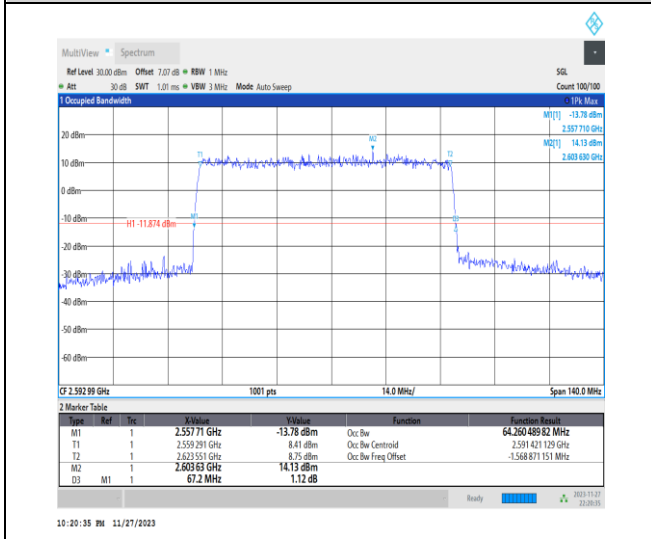 MultiView Spectrum
Ref Level 30.00 dBm Offset 7.07 dB RBW 1 MHz SGL
Att 30 dB SWT 1.01 ms VBW 3 MHz Mode Auto Sweep Count 100/100
1 Occupied Bandwidth 1Pk Max
M1[1] -13.78 dBm
2.557 710 GHz
M2[1] 14.13 dBm
2.603 630 GHz
20 dBm
M2
T1 T2
10 dBm
0 dBm
-10 dBm M1
H1 -11.874 dBm
-20 dBm
-30 dBm
-40 dBm
-50 dBm
-60 dBm
CF 2.592 99 GHz 1001 pts 14.0 MHz/ Span 140.0 MHz
2 Marker Table
Type Ref Trc X-Value Y-Value Function Function Result
M1 1 2.557 71 GHz -13.78 dBm Occ Bw 64.260 489 82 MHz
T1 1 2.559 291 GHz 8.41 dBm Occ Bw Centroid 2.591 421 129 GHz
T2 1 2.623 551 GHz 8.75 dBm Occ Bw Freq Offset -1.568 871 151 MHz
M2 1 2.603 63 GHz 14.13 dBm
D3 M1 1 67.2 MHz 1.12 dB
Ready 2023-11-27
22:20:35
10:20:35 PM 11/27/2023